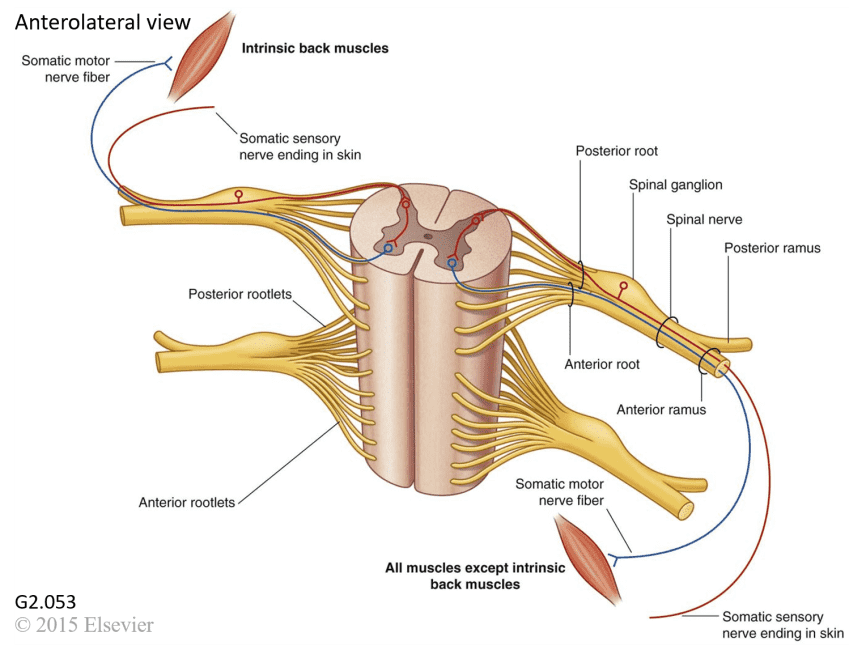 Anterolateral view
Somatic motor
nerve fiber
Intrinsic back muscles
Somatic sensory
nerve ending in skin
Posterior root
Spinal ganglion
Spinal nerve
Posterior ramus
Posterior rootlets
Anterior root
Anterior ramus
Anterior rootlets
Somatic motor
nerve fiber
All muscles except intrinsic
back muscles
Somatic sensory
nerve ending in skin
G2.053
© 2015 Elsevier